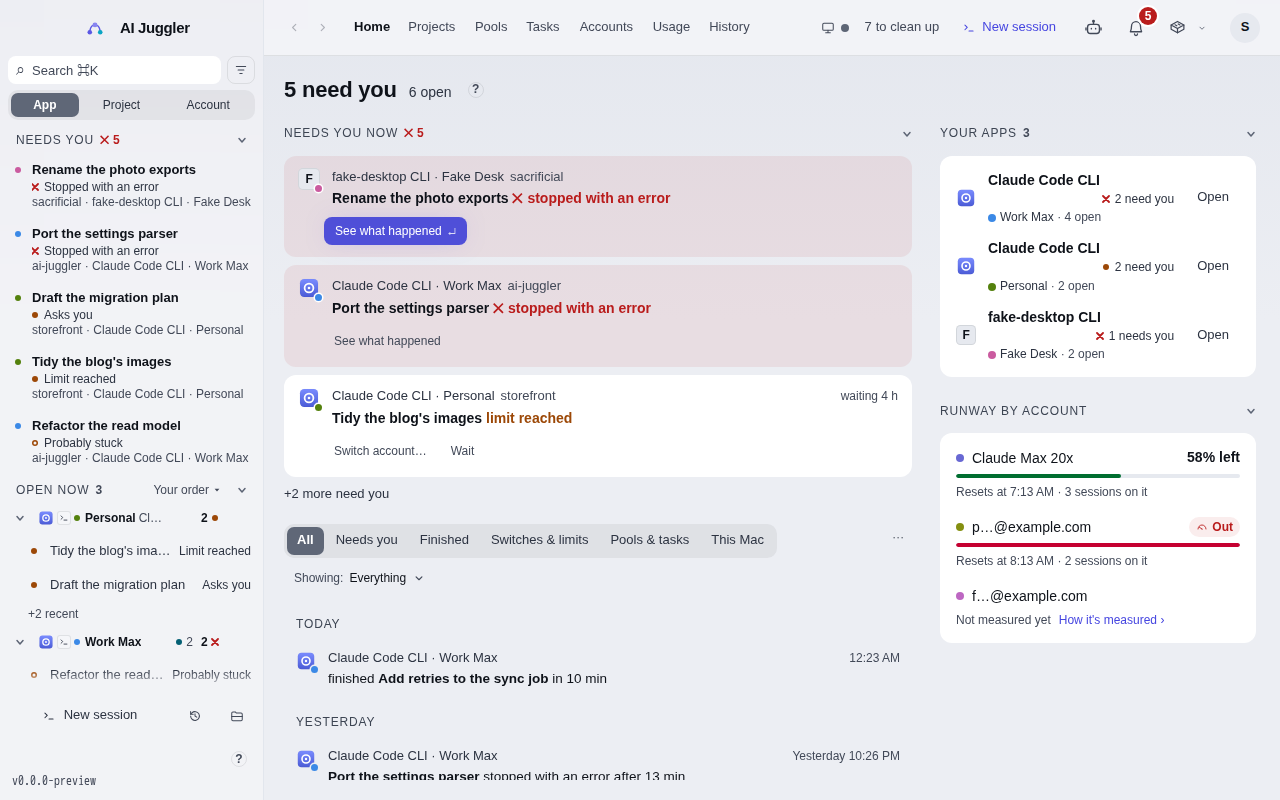 AI Juggler
Search ⌘K
App Project Account
NEEDS YOU 5
Rename the photo exports
Stopped with an error
sacrificial · fake-desktop CLI · Fake Desk
Port the settings parser
Stopped with an error
ai-juggler · Claude Code CLI · Work Max
Draft the migration plan
Asks you
storefront · Claude Code CLI · Personal
Tidy the blog's images
Limit reached
storefront · Claude Code CLI · Personal
Refactor the read model
Probably stuck
ai-juggler · Claude Code CLI · Work Max
OPEN NOW 3 Your order
Personal Cl… 2
Tidy the blog's ima… Limit reached
Draft the migration plan Asks you
+2 recent
Work Max 2 2
Refactor the read… Probably stuck
New session
?
v0.0.0-preview
Home Projects Pools Tasks Accounts Usage History
7 to clean up
New session
5
S
5 need you 6 open ?
NEEDS YOU NOW 5
F
fake-desktop CLI · Fake Desk sacrificial
Rename the photo exports stopped with an error
See what happened
Claude Code CLI · Work Max ai-juggler
Port the settings parser stopped with an error
See what happened
Claude Code CLI · Personal storefront waiting 4 h
Tidy the blog's images limit reached
Switch account… Wait
+2 more need you
All Needs you Finished Switches & limits Pools & tasks This Mac
Showing: Everything
TODAY
Claude Code CLI · Work Max 12:23 AM
finished Add retries to the sync job in 10 min
YESTERDAY
Claude Code CLI · Work Max Yesterday 10:26 PM
Port the settings parser stopped with an error after 13 min
YOUR APPS 3
Claude Code CLI
2 need you
Open
Work Max · 4 open
Claude Code CLI
2 need you
Open
Personal · 2 open
fake-desktop CLI
F
1 needs you
Open
Fake Desk · 2 open
RUNWAY BY ACCOUNT
Claude Max 20x 58% left
Resets at 7:13 AM · 3 sessions on it
p…@example.com Out
Resets at 8:13 AM · 2 sessions on it
f…@example.com
Not measured yet How it's measured ›